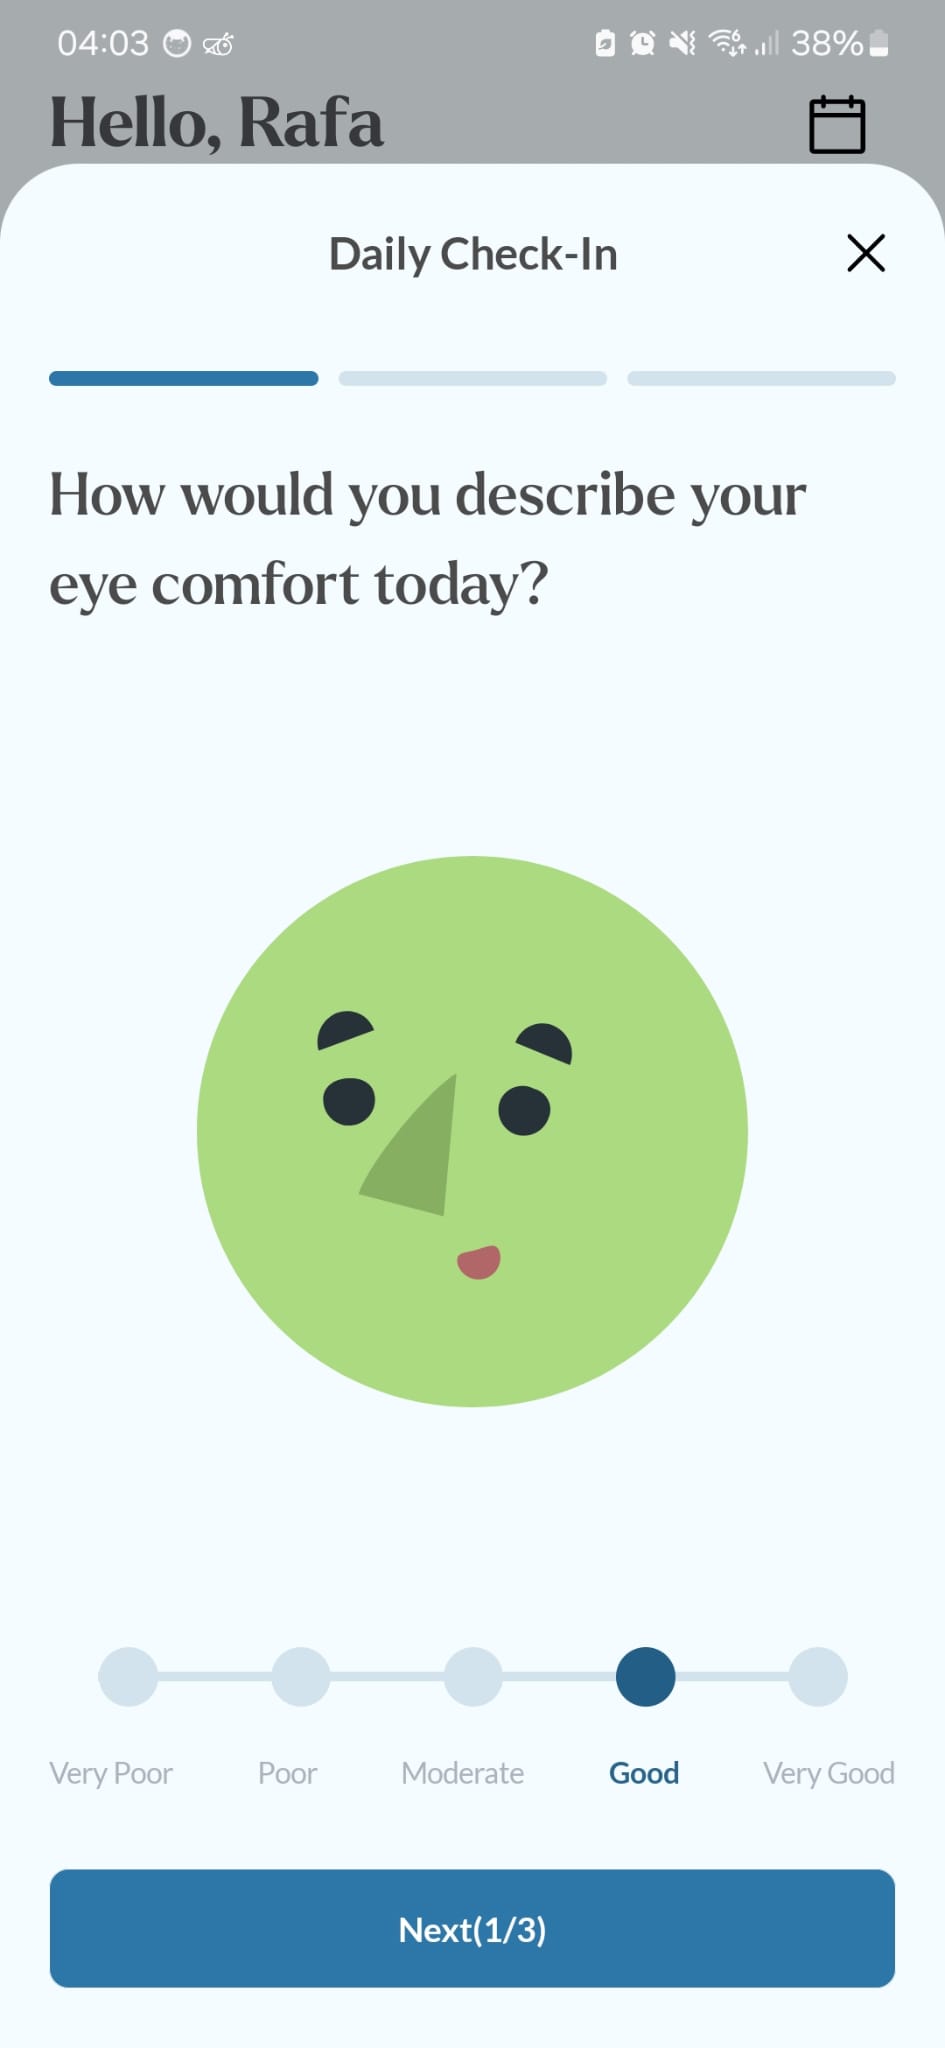 04:03
38%
Hello, Rafa
Daily Check-In
How would you describe your
eye comfort today?
Very Poor
Poor
Moderate
Good
Very Good
Next(1/3)